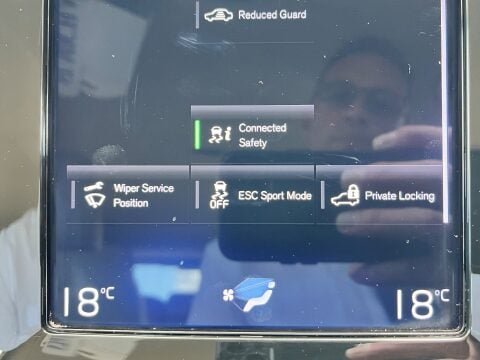 Reduced Guard
Connected
Safety
Wiper Service
Position
OFF
ESC Sport Mode
Private Locking
18°C
18°C